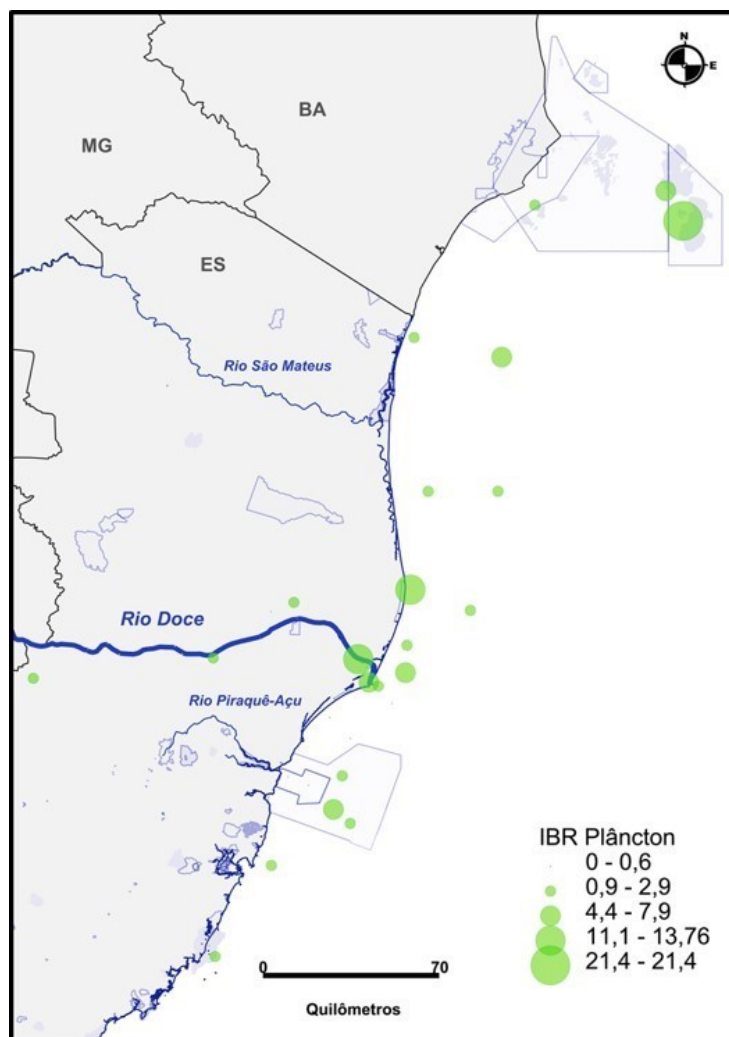 N
E
BA
MG
ES
Rio São Mateus
Rio Doce
Rio Piraquê-Açu
IBR Plâncton
0 - 0,6
0,9 - 2,9
4,4 - 7,9
11,1 - 13,76
21,4 - 21,4
0 70
Quilômetros